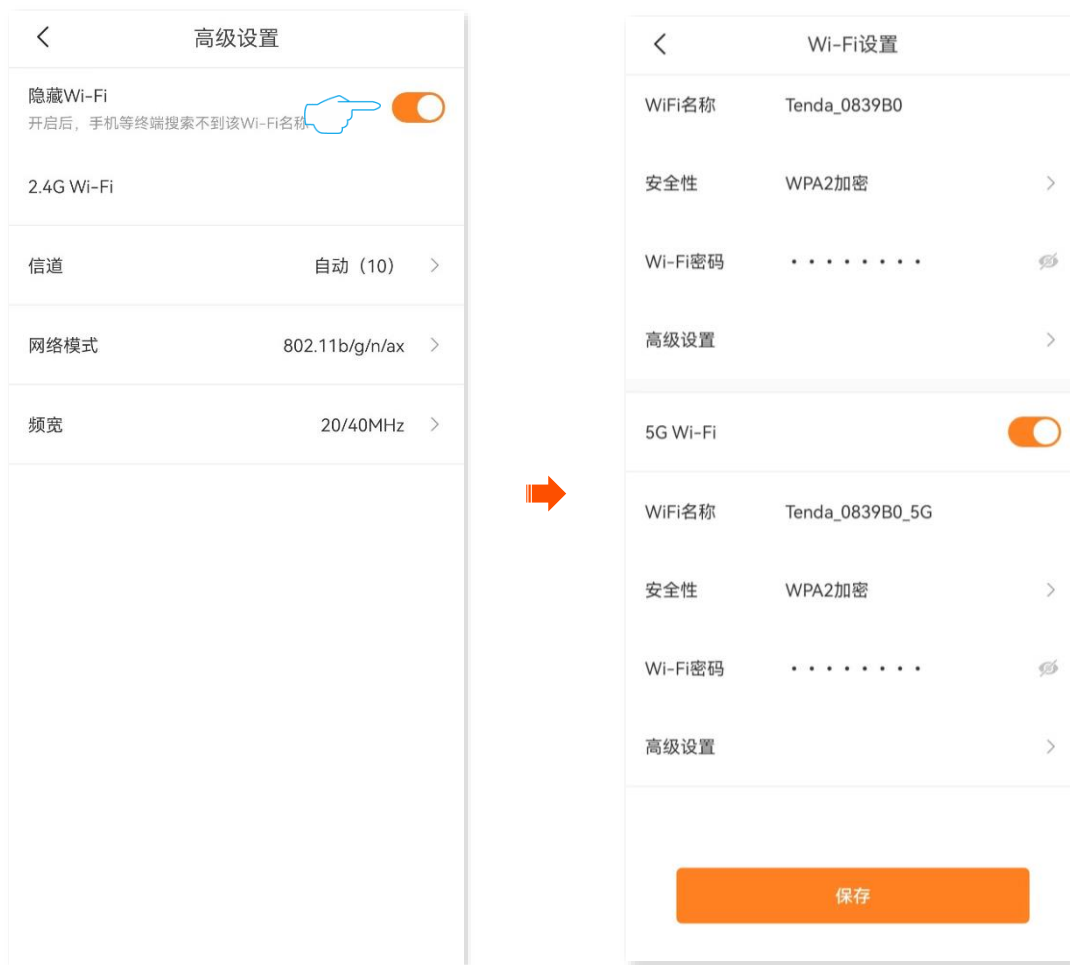 高级设置
隐藏Wi-Fi
开启后，手机等终端搜索不到该Wi-Fi名称
2.4G Wi-Fi
信道 自动（10）
网络模式 802.11b/g/n/ax
频宽 20/40MHz
Wi-Fi设置
WiFi名称 Tenda_0839B0
安全性 WPA2加密
Wi-Fi密码 ········
高级设置
5G Wi-Fi
WiFi名称 Tenda_0839B0_5G
安全性 WPA2加密
Wi-Fi密码 ········
高级设置
保存